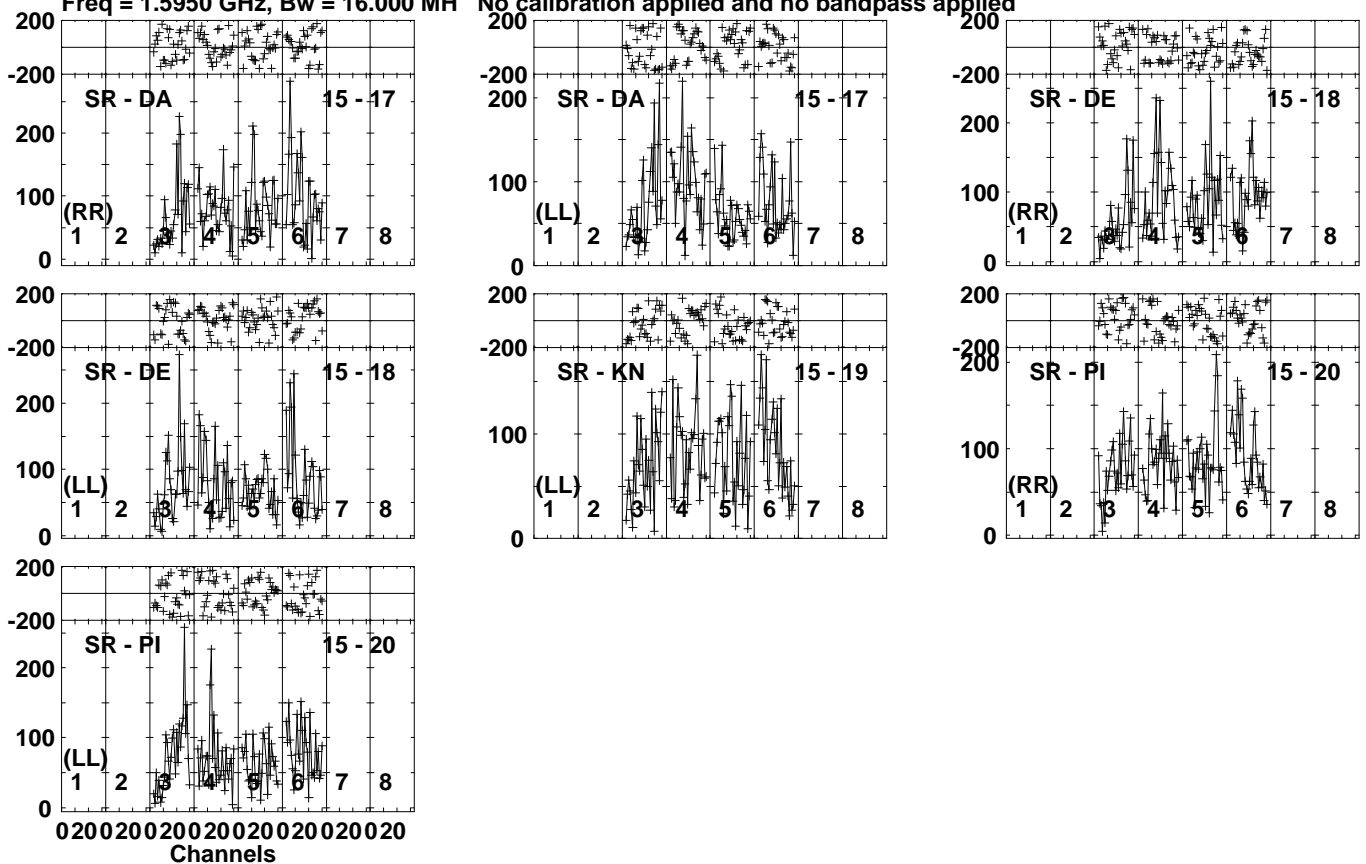 Freq = 1.5950 GHz, Bw = 16.000 MH No calibration applied and no bandpass applied
200
-200
SR - DA 15 - 17
200
100
(RR)
1 2 3 4 5 6 7 8
0
200
-200
SR - DA 15 - 17
200
100
(LL)
1 2 3 4 5 6 7 8
0
200
-200
SR - DE 15 - 18
200
100
(RR)
1 2 3 4 5 6 7 8
0
200
-200
SR - DE 15 - 18
200
100
(LL)
1 2 3 4 5 6 7 8
0
200
-200
SR - KN 15 - 19
100
(LL)
1 2 3 4 5 6 7 8
0
200
-200
200
SR - PI 15 - 20
100
(RR)
1 2 3 4 5 6 7 8
0
200
-200
SR - PI 15 - 20
200
100
(LL)
1 2 3 4 5 6 7 8
0
0 20 0 20 0 20 0 20 0 20 0 20 0 20 0 20
Channels